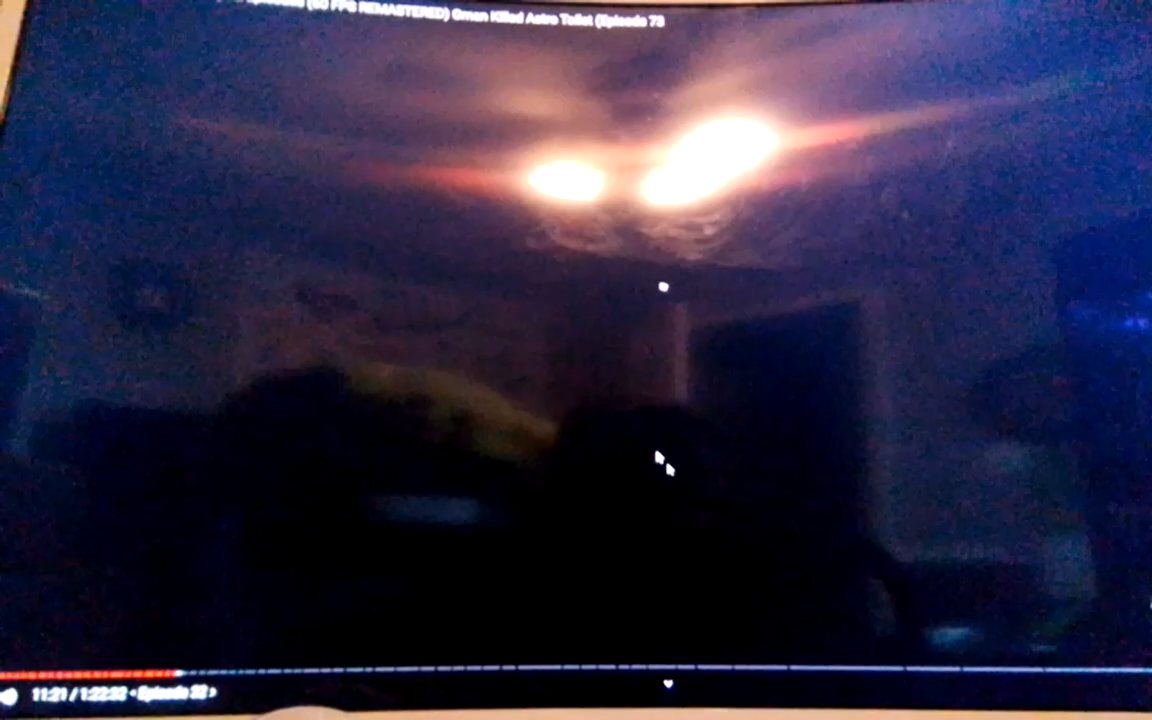 (60 FPS REMASTERED) Gman Killed Astro Toilet (Episode 73
11:21 / 1:22:32 • Episode 32 >